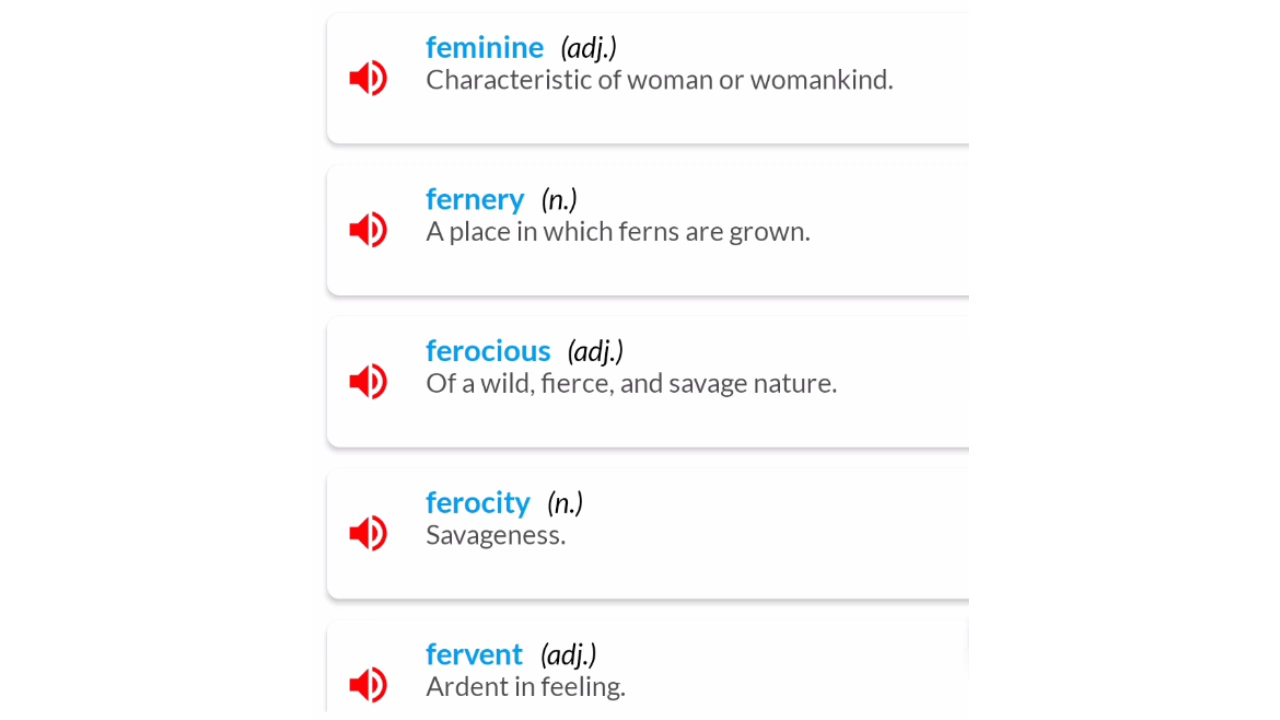 feminine (adj.)
Characteristic of woman or womankind.
fernery (n.)
A place in which ferns are grown.
ferocious (adj.)
Of a wild, fierce, and savage nature.
ferocity (n.)
Savageness.
fervent (adj.)
Ardent in feeling.